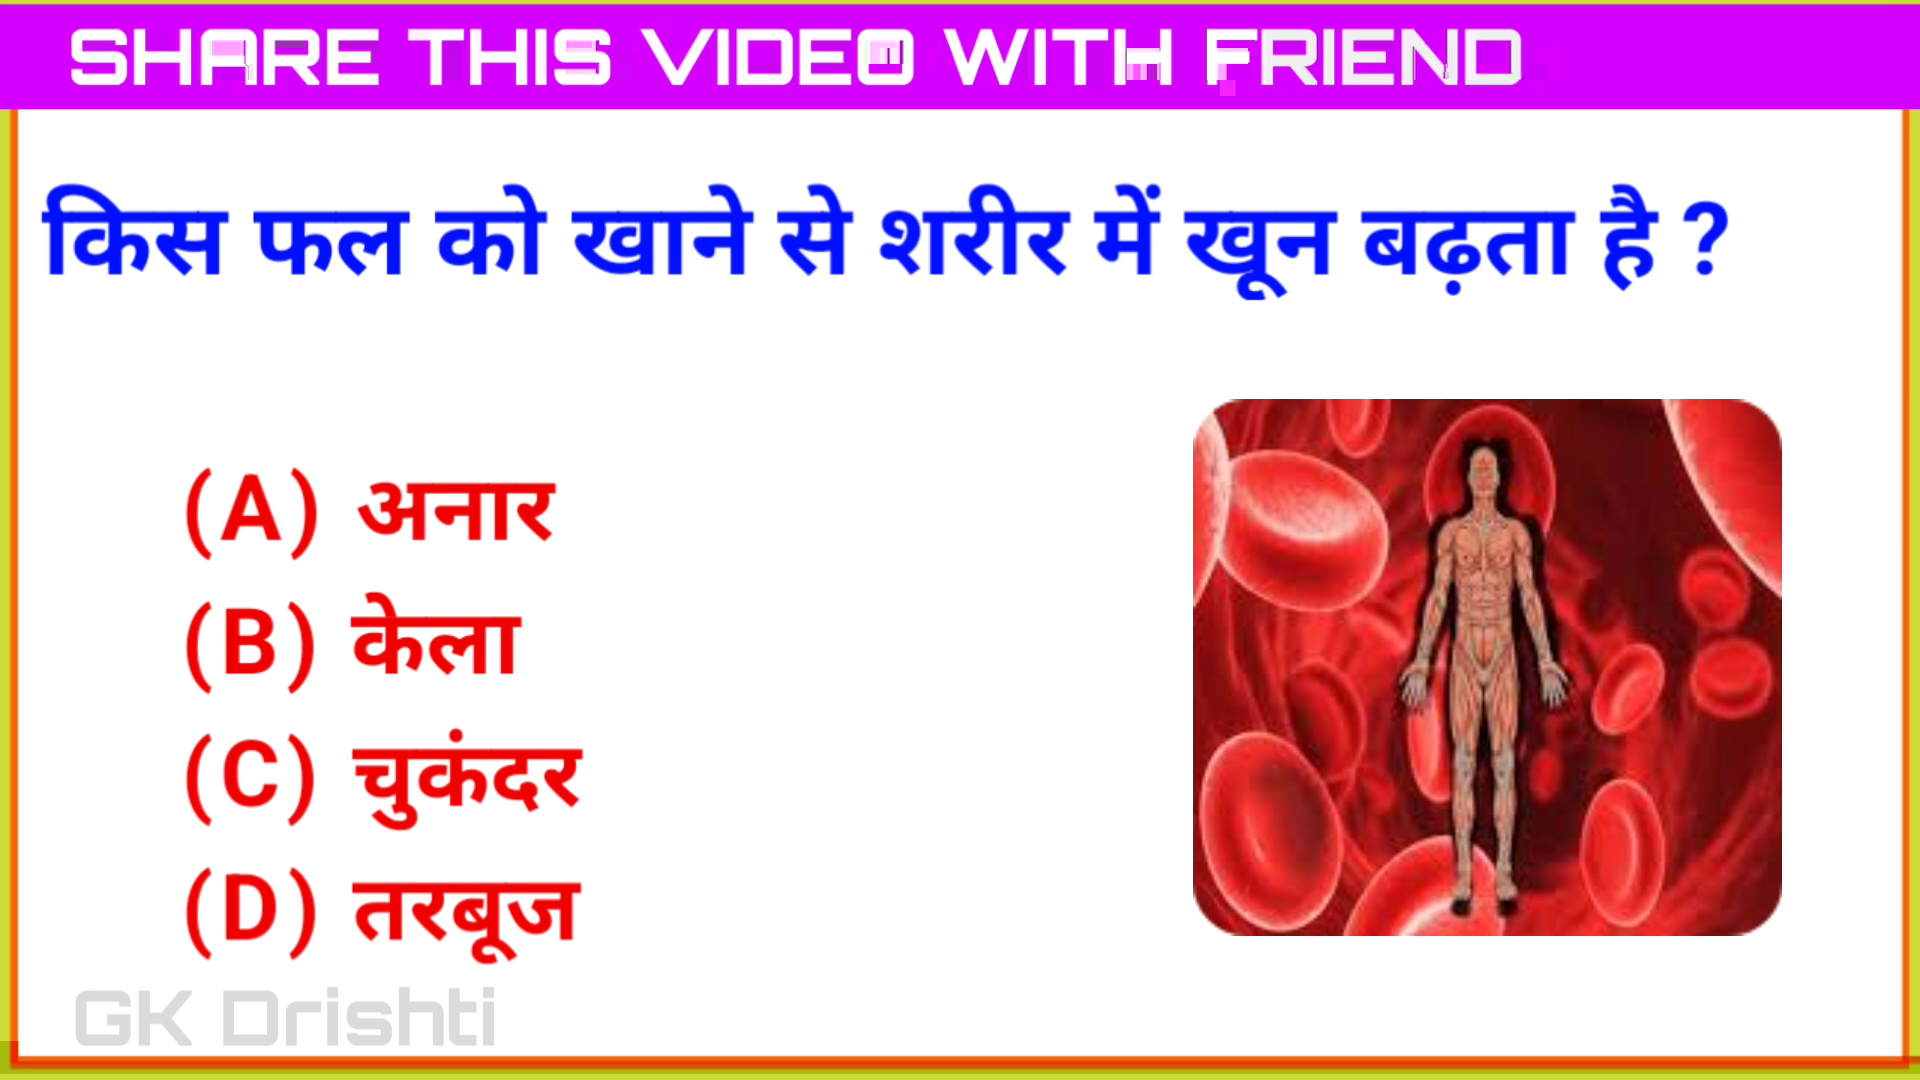 SHARE THIS VIDEO WITH FRIEND
किस फल को खाने से शरीर में खून बढ़ता है ?
(A) अनार
(B) केला
(C) चुकंदर
(D) तरबूज
GK Drishti